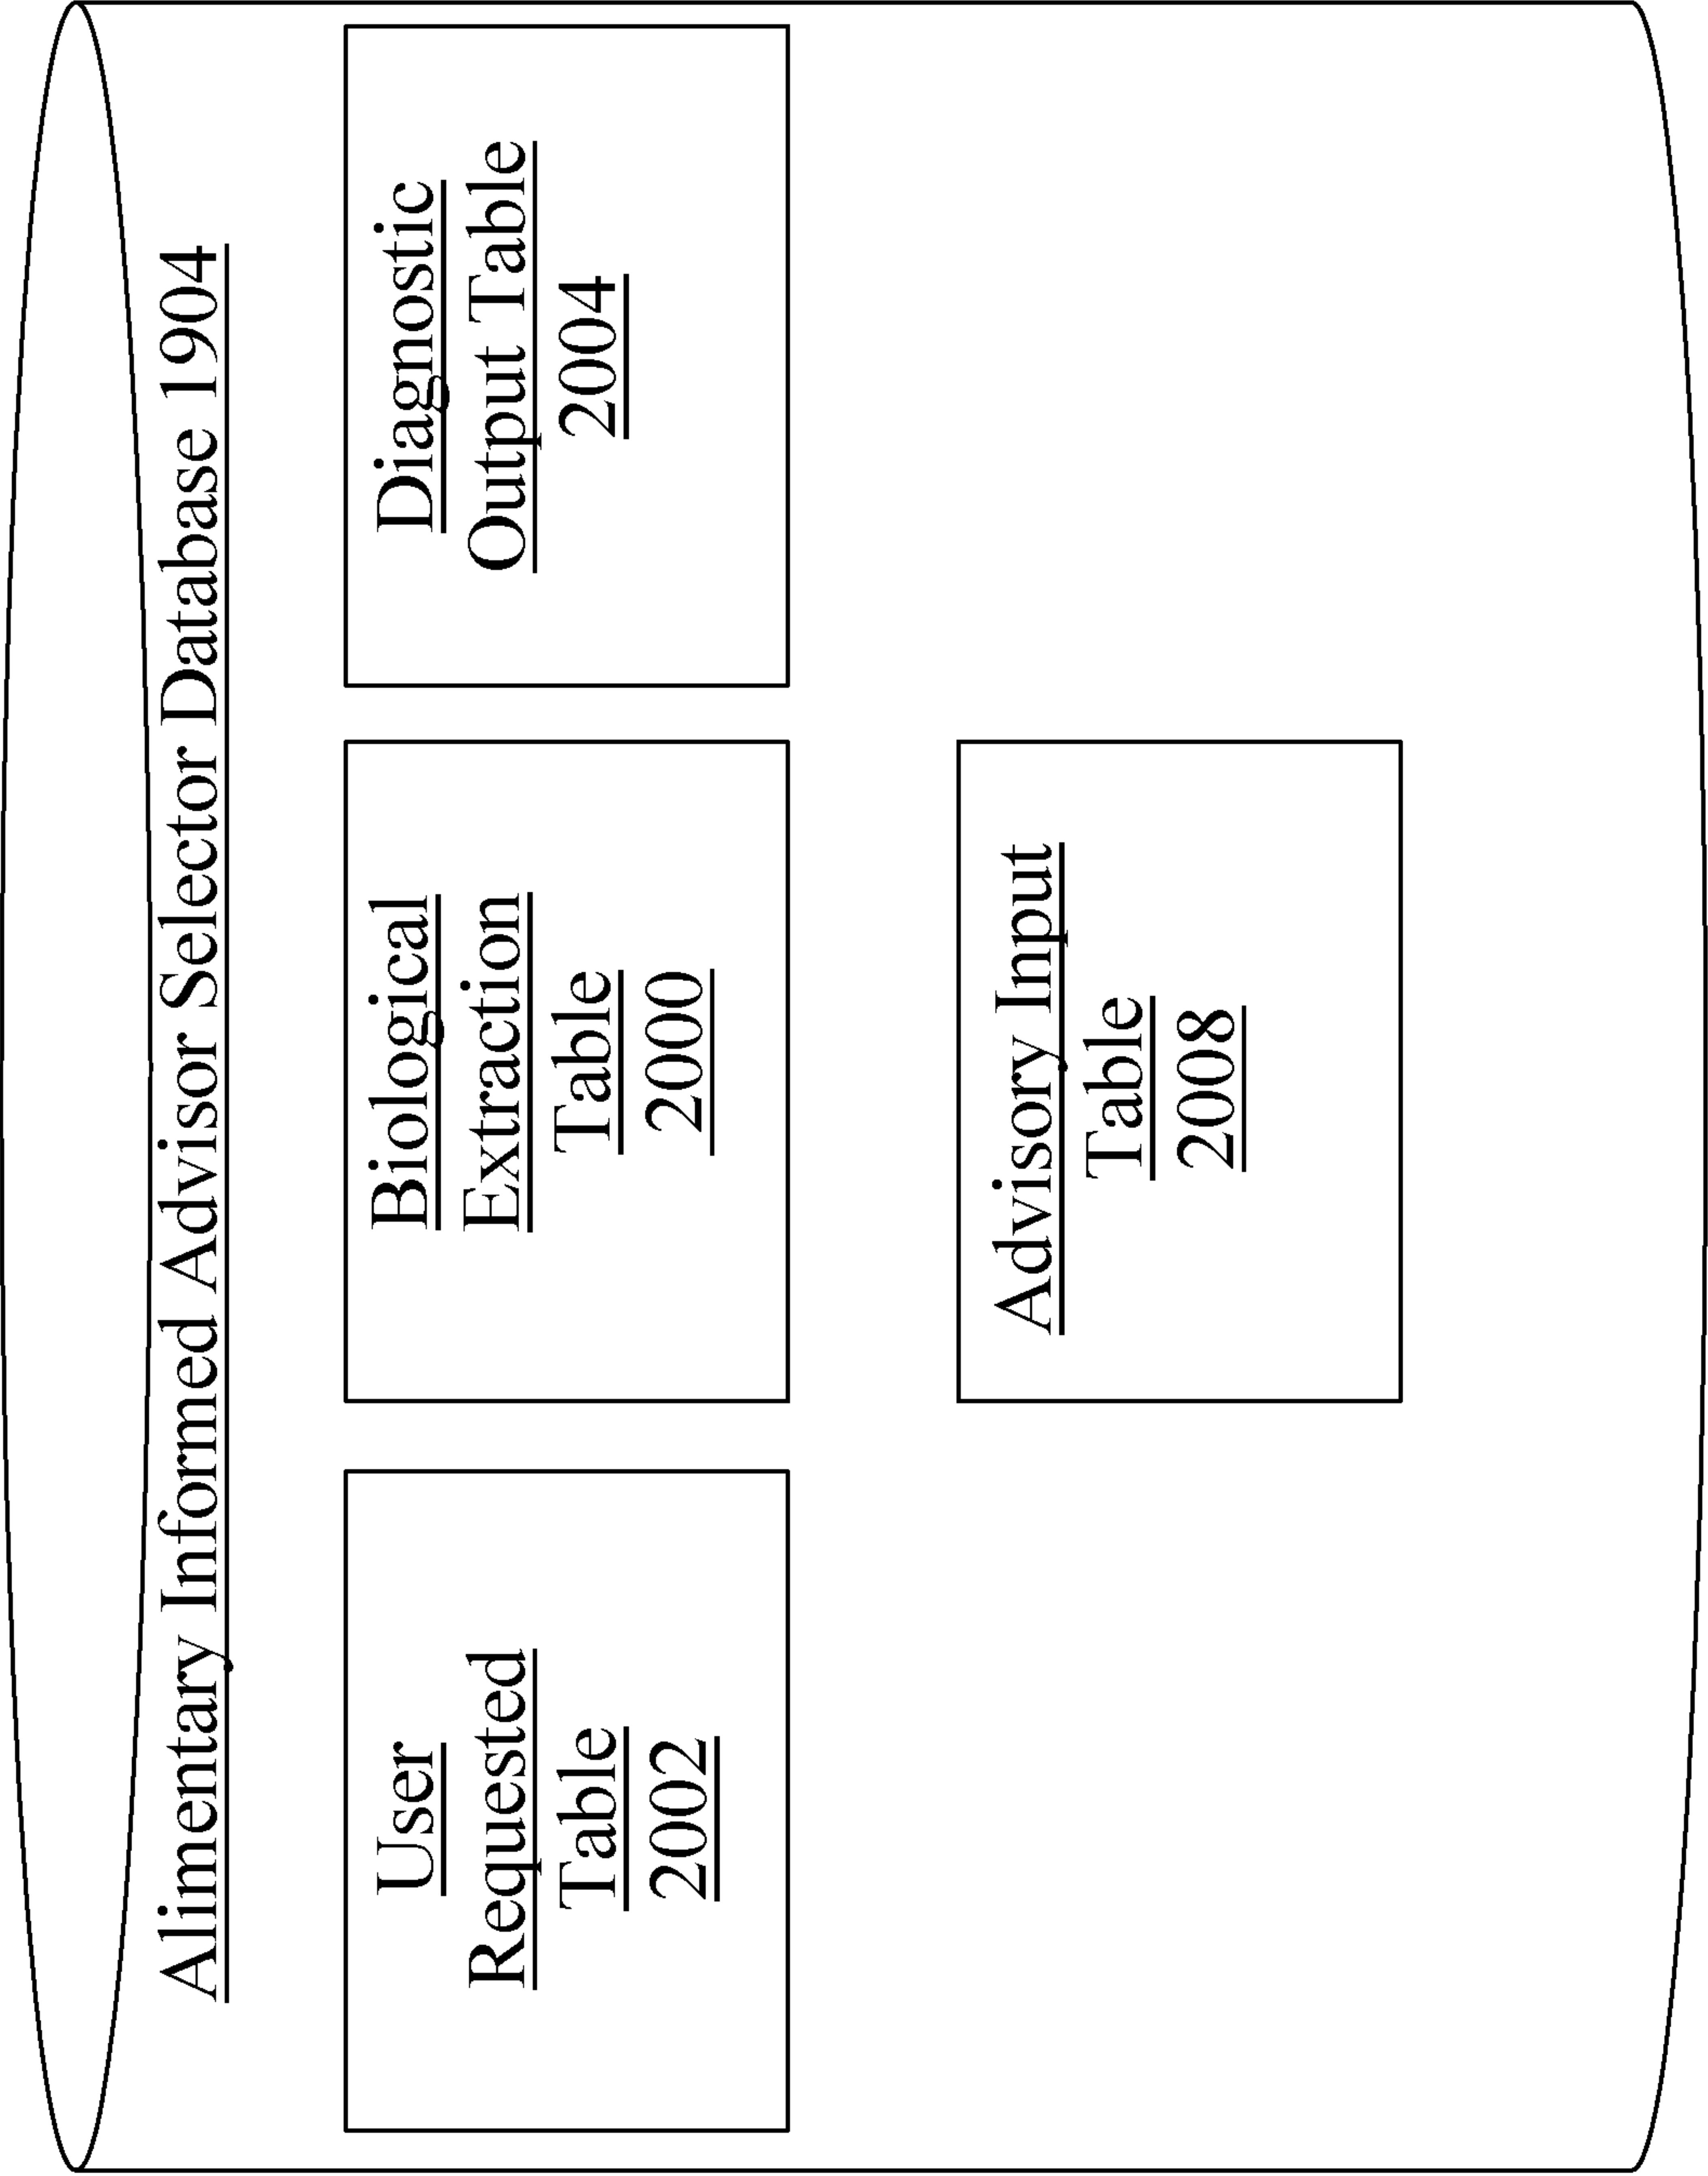 Alimentary Informed Advisor Selector Database 1904
User
Requested
Table
2002
Biological
Extraction
Table
2000
Diagnostic
Output Table
2004
Advisory Input
Table
2008